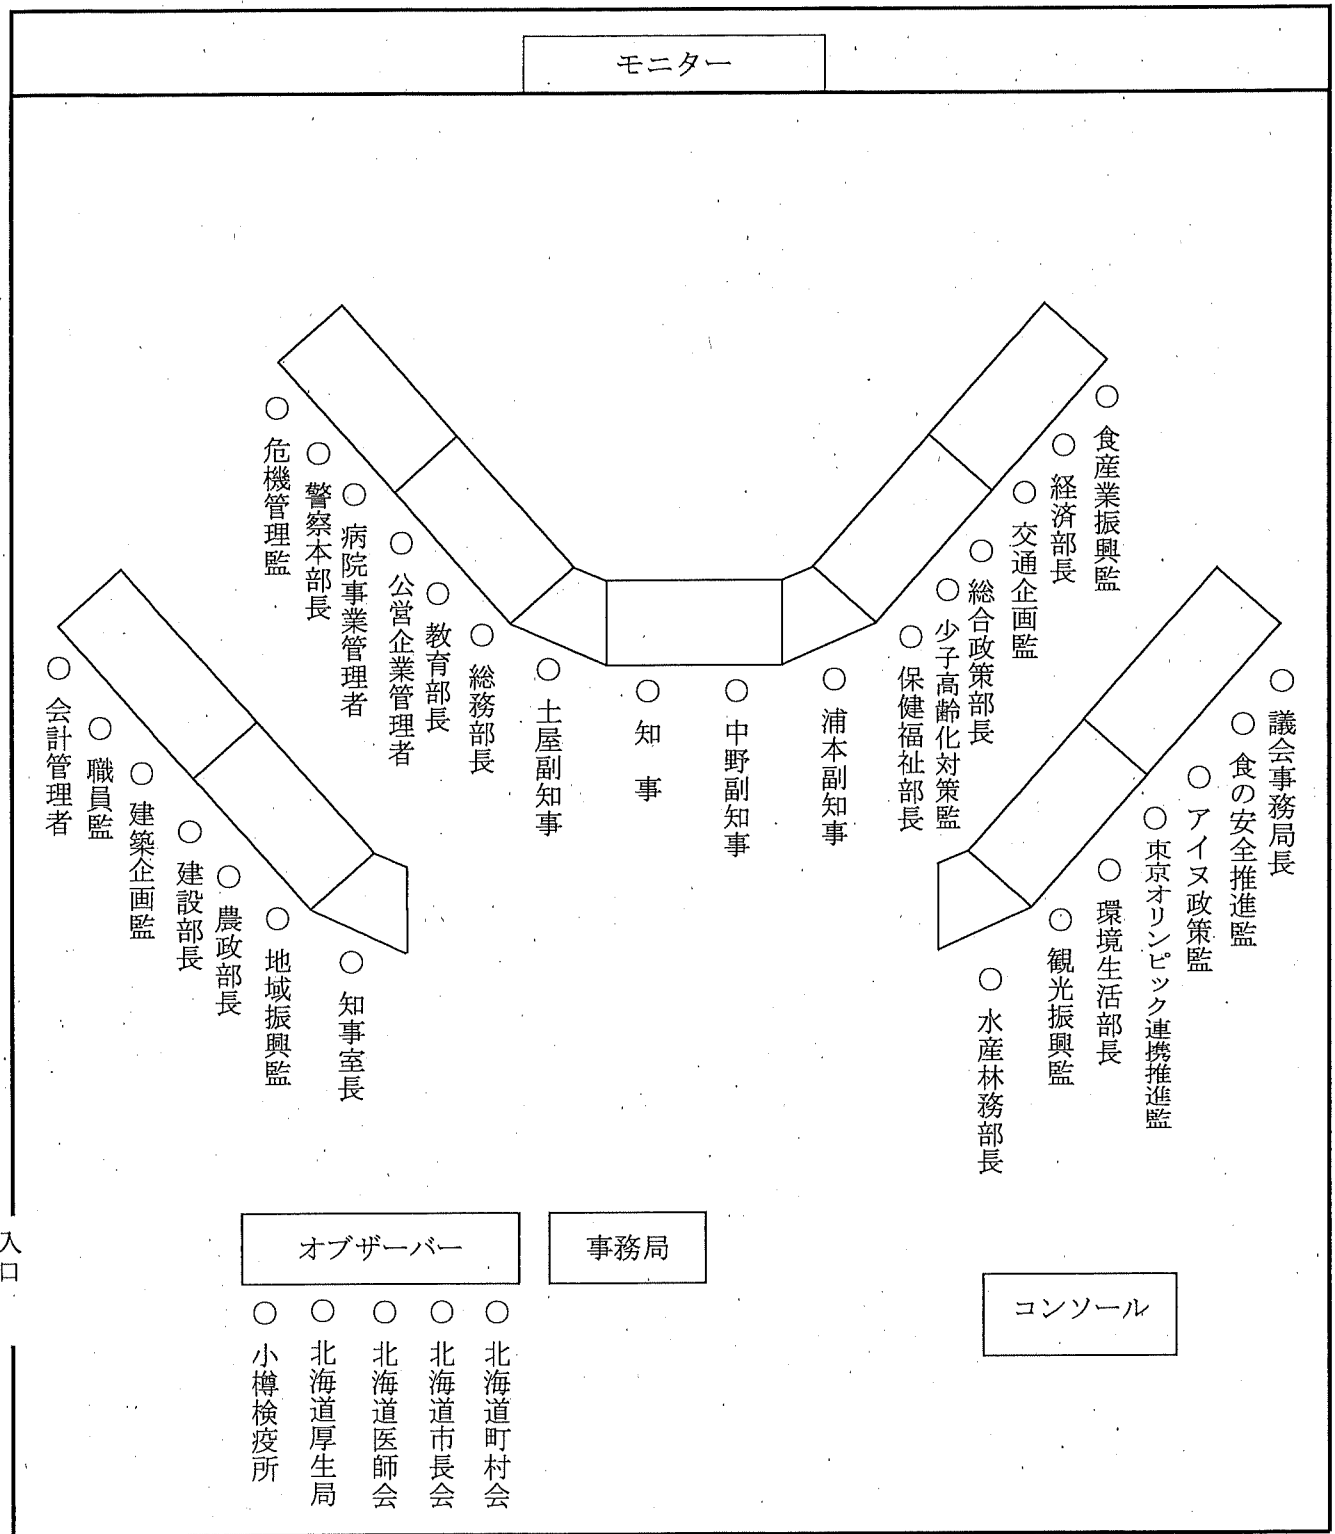 モニター
危機管理監
警察本部長
病院事業管理者
公営企業管理者
教育部長
総務部長
土屋副知事
知事
中野副知事
浦本副知事
保健福祉部長
少子高齢化対策監
総合政策部長
交通企画監
経済部長
食産業振興監
会計管理者
職員監
建築企画監
建設部長
農政部長
地域振興監
知事室長
水産林務部長
観光振興監
環境生活部長
東京オリンピック連携推進監
アイヌ政策監
食の安全推進監
議会事務局長
入口
オブザーバー
事務局
コンソール
小樽検疫所
北海道厚生局
北海道医師会
北海道市長会
北海道町村会